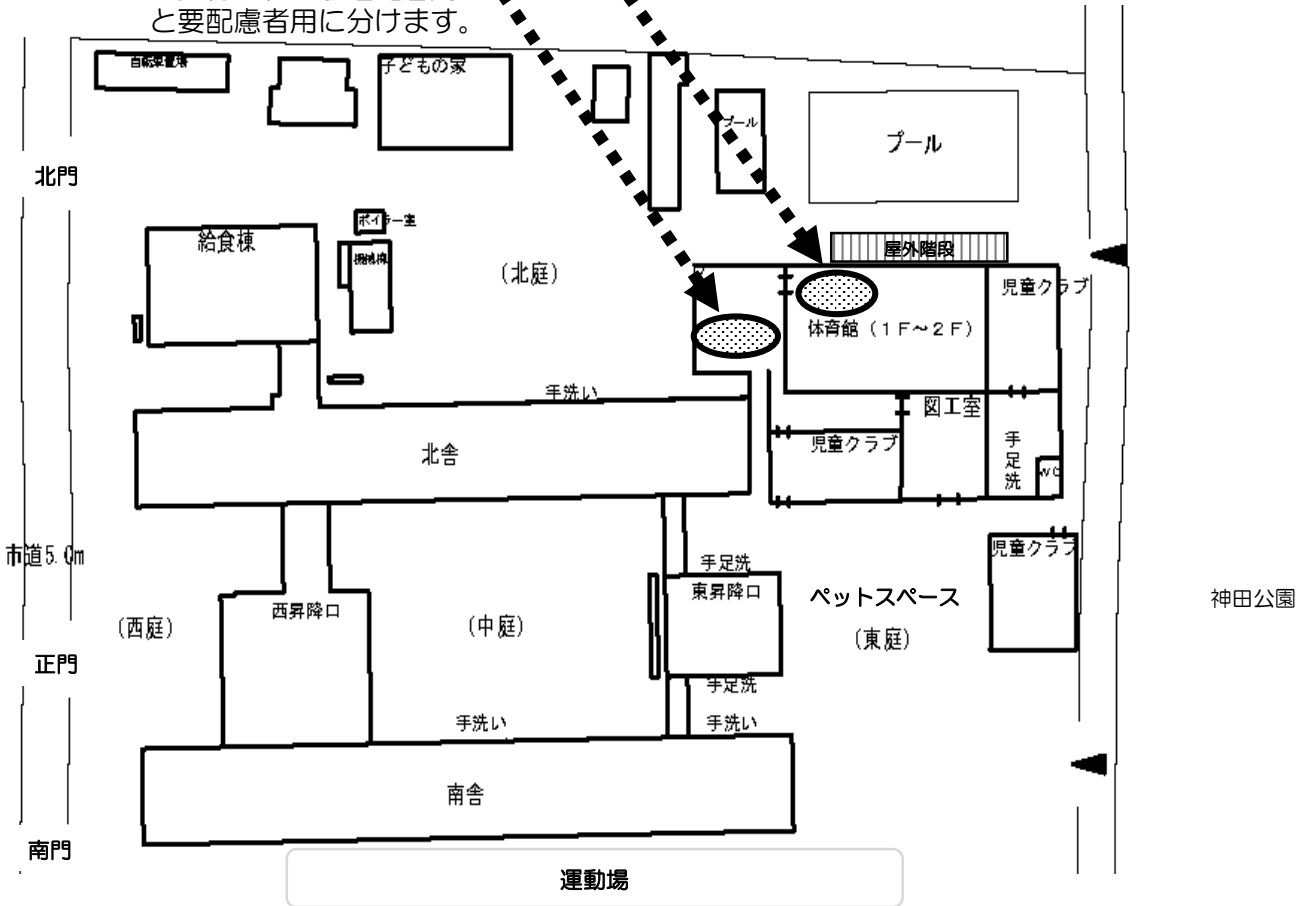 と要配慮者用に分けます。
自転車置場
子どもの家
プール
プール
北門
ボイラー室
給食棟
機械棟
屋外階段
(北庭)
児童クラブ
体育館(1F~2F)
手洗い
図工室
北舎
児童クラブ
手足洗
WC
市道5.0m
児童クラブ
手足洗
東昇降口
ペットスペース
神田公園
西昇降口
(西庭)
(中庭)
(東庭)
正門
手足洗
手洗い
手洗い
南舎
南門
運動場